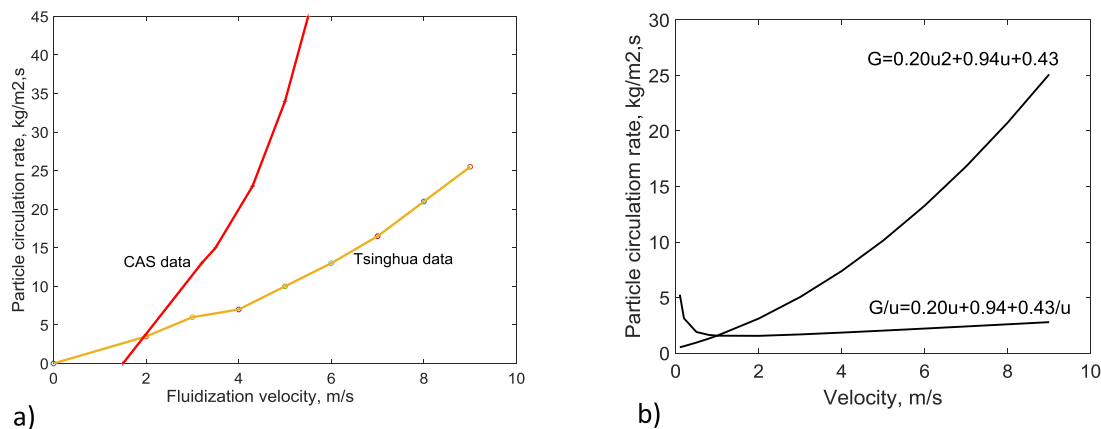 45
40
35
30
25
20
15
10
5
0
0
2
4
6
8
10
Particle circulation rate, kg/m2,s
CAS data
Tsinghua data
Fluidization velocity, m/s
a)
30
25
20
15
10
5
0
0
2
4
6
8
10
Particle circulatiom rate, kg/m2,s
G=0.20u2+0.94u+0.43
G/u=0.20u+0.94+0.43/u
Velocity, m/s
b)